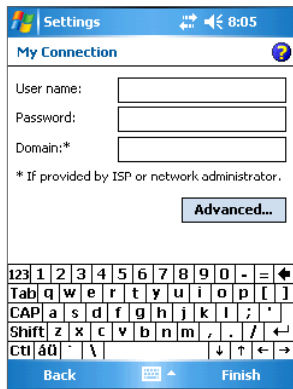 Settings 8:05
My Connection
User name:
Password:
Domain:*
* If provided by ISP or network administrator.
Advanced...
123 1 2 3 4 5 6 7 8 9 0 - =
Tab q w e r t y u i o p [ ]
CAP a s d f g h j k l ; '
Shift z x c v b n m , . /
Ctl áü ` \
Back Finish